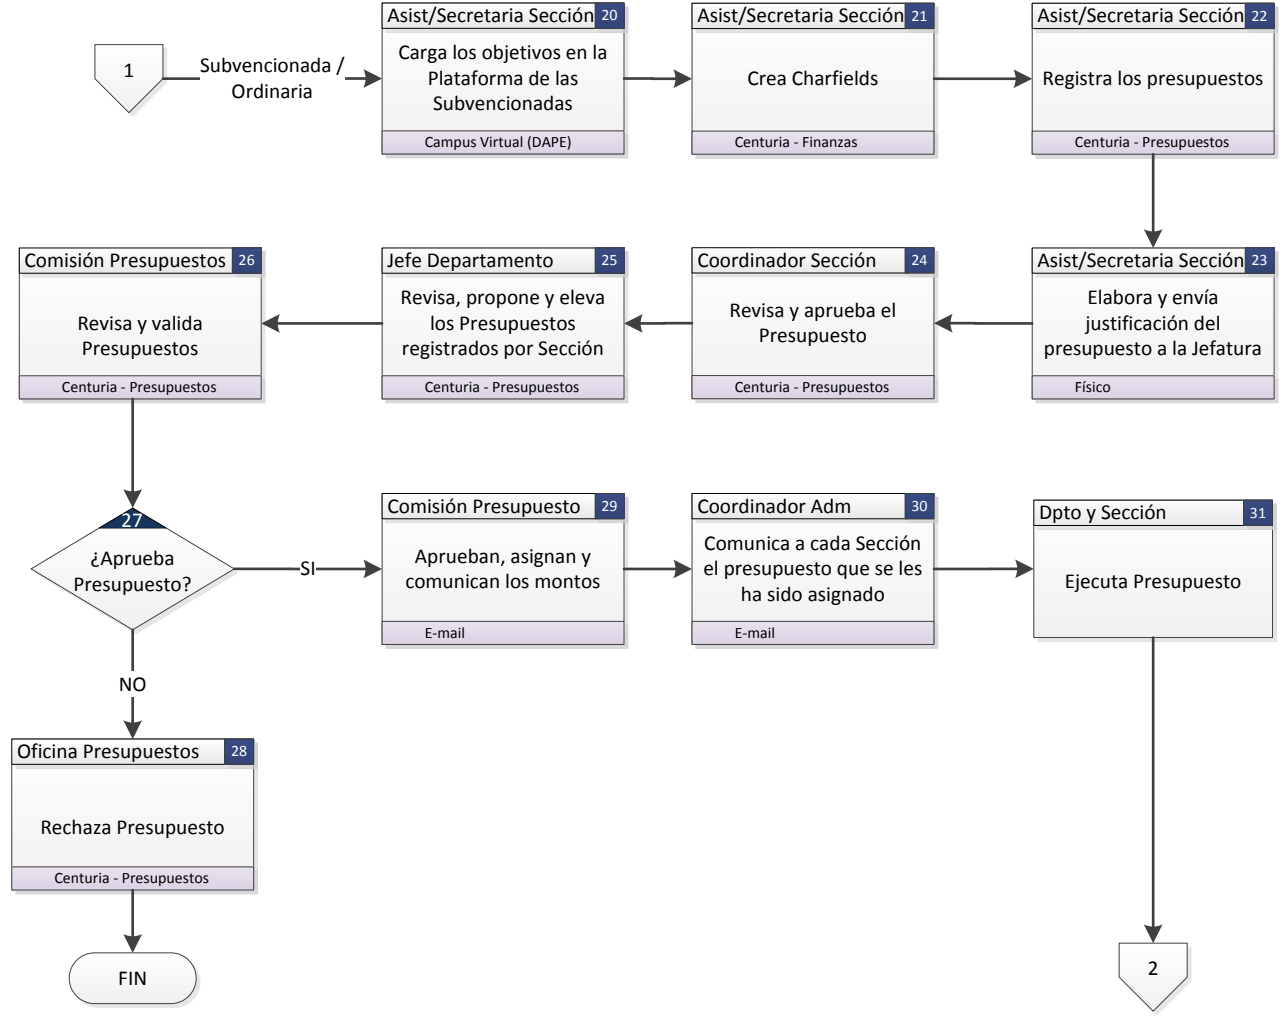 1
Subvencionada /
Ordinaria
Asist/Secretaria Sección 20
Carga los objetivos en la
Plataforma de las
Subvencionadas
Campus Virtual (DAPE)
Asist/Secretaria Sección 21
Crea Charfields
Centuria - Finanzas
Asist/Secretaria Sección 22
Registra los presupuestos
Centuria - Presupuestos
Asist/Secretaria Sección 23
Elabora y envía
justificación del
presupuesto a la Jefatura
Físico
Coordinador Sección 24
Revisa y aprueba el
Presupuesto
Centuria - Presupuestos
Jefe Departamento 25
Revisa, propone y eleva
los Presupuestos
registrados por Sección
Centuria - Presupuestos
Comisión Presupuestos 26
Revisa y valida
Presupuestos
Centuria - Presupuestos
27
¿Aprueba
Presupuesto?
SI
NO
Oficina Presupuestos 28
Rechaza Presupuesto
Centuria - Presupuestos
FIN
Comisión Presupuesto 29
Aprueban, asignan y
comunican los montos
E-mail
Coordinador Adm 30
Comunica a cada Sección
el presupuesto que se les
ha sido asignado
E-mail
Dpto y Sección 31
Ejecuta Presupuesto
2